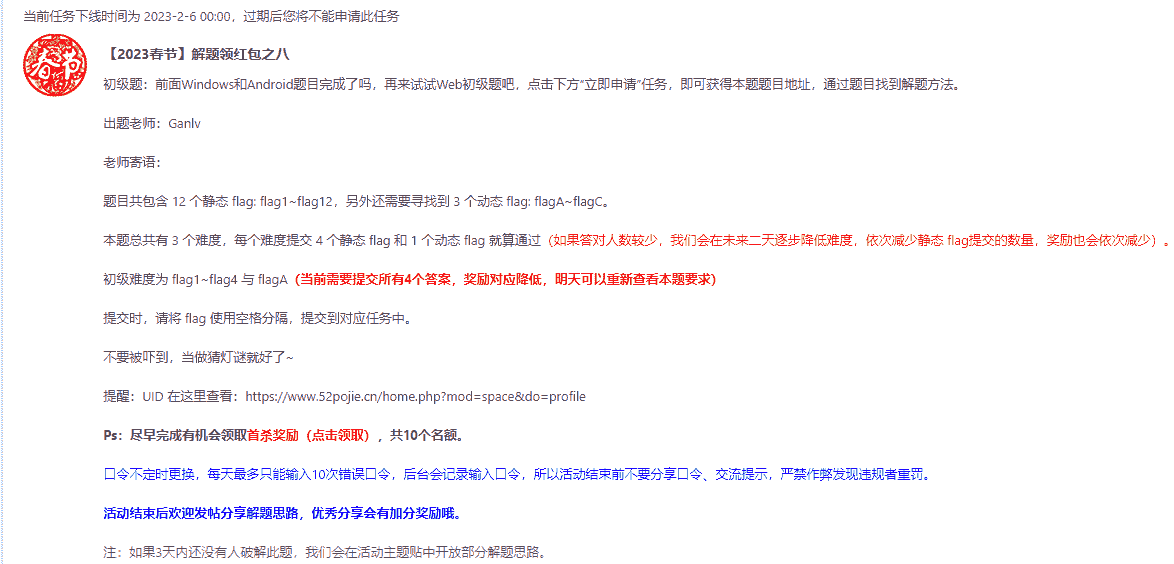 当前任务下线时间为 2023-2-6 00:00，过期后您将不能申请此任务
春节
【2023春节】解题领红包之八
初级题：前面Windows和Android题目完成了吗，再来试试Web初级题吧，点击下方“立即申请”任务，即可获得本题题目地址，通过题目找到解题方法。
出题老师：Ganlv
老师寄语：
题目共包含 12 个静态 flag: flag1~flag12，另外还需要寻找到 3 个动态 flag: flagA~flagC。
本题总共有 3 个难度，每个难度提交 4 个静态 flag 和 1 个动态 flag 就算通过（如果答对人数较少，我们会在未来二天逐步降低难度，依次减少静态 flag提交的数量，奖励也会依次减少）。
初级难度为 flag1~flag4 与 flagA（当前需要提交所有4个答案，奖励对应降低，明天可以重新查看本题要求）
提交时，请将 flag 使用空格分隔，提交到对应任务中。
不要被吓到，当做猜灯谜就好了~
提醒：UID 在这里查看：https://www.52pojie.cn/home.php?mod=space&do=profile
Ps：尽早完成有机会领取首杀奖励（点击领取），共10个名额。
口令不定时更换，每天最多只能输入10次错误口令，后台会记录输入口令，所以活动结束前不要分享口令、交流提示，严禁作弊发现违规者重罚。
活动结束后欢迎发帖分享解题思路，优秀分享会有加分奖励哦。
注：如果3天内还没有人破解此题，我们会在活动主题贴中开放部分解题思路。